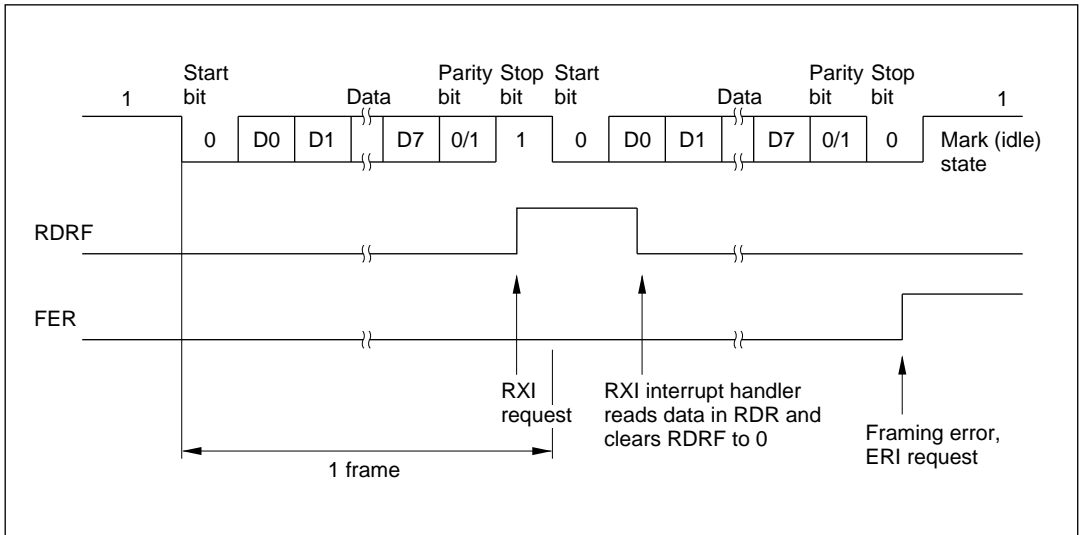 Start bit
Data
Parity bit
Stop bit
Start bit
Data
Parity bit
Stop bit
1
1
0
D0
D1
D7
0/1
1
0
D0
D1
D7
0/1
0
Mark (idle) state
RDRF
FER
RXI request
RXI interrupt handler reads data in RDR and clears RDRF to 0
Framing error, ERI request
1 frame